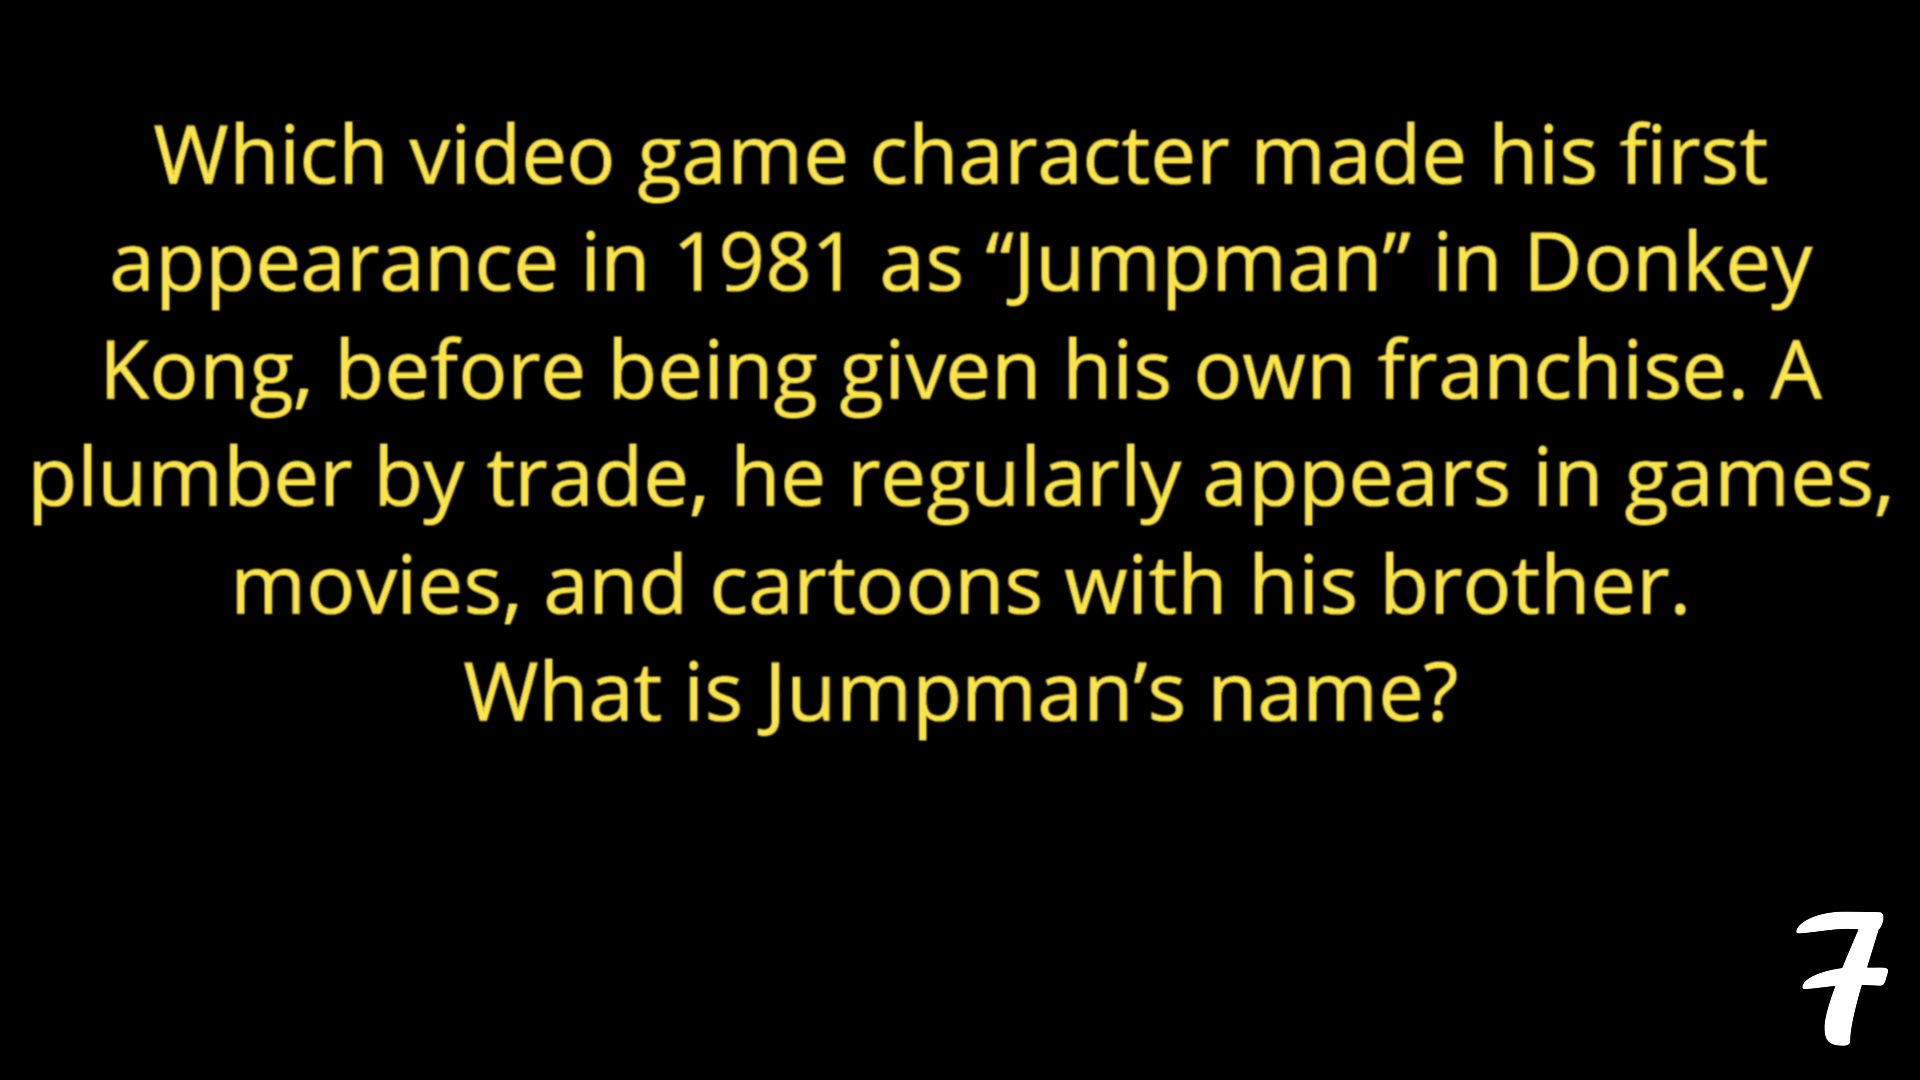 Which video game character made his first
appearance in 1981 as “Jumpman” in Donkey
Kong, before being given his own franchise. A
plumber by trade, he regularly appears in games,
movies, and cartoons with his brother.
What is Jumpman’s name?
7